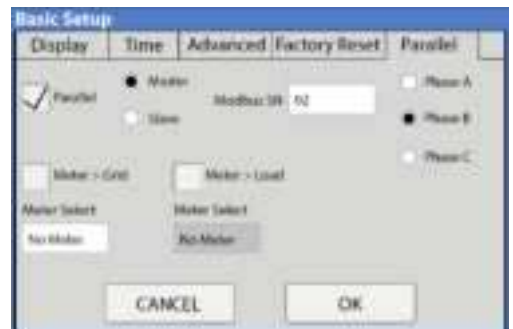 Basic Setup
Display Time Advanced Factory Reset Parallel
Parallel
Master
Slave
Modbus SN 02
Phase A
Phase B
Phase C
Meter > Grid Meter > Load
Meter Select Meter Select
No Meter No Meter
CANCEL OK